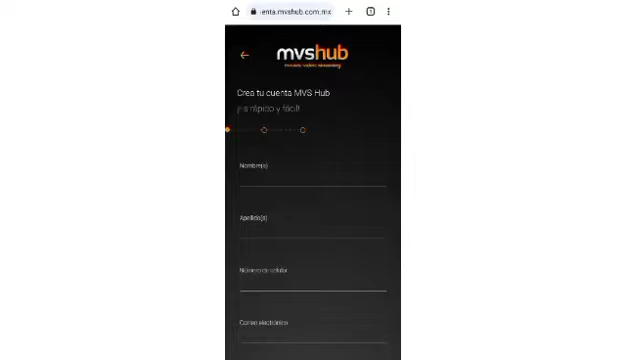 enta.mvshub.com.mx
1
mvshub
Crea tu cuenta MVS Hub
rápido y fácil!
Nombre(s)
Apellido(s)
Número de celular
Correo electrónico